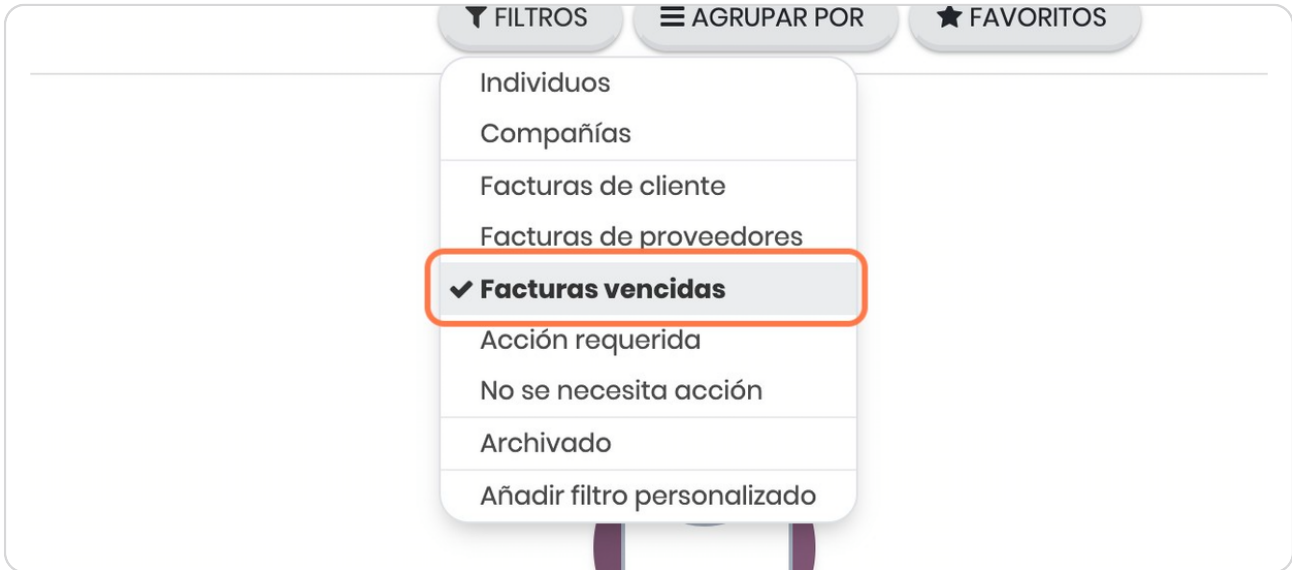 FILTROS AGRUPAR POR FAVORITOS
Individuos
Compañías
Facturas de cliente
Facturas de proveedores
Facturas vencidas
Acción requerida
No se necesita acción
Archivado
Añadir filtro personalizado